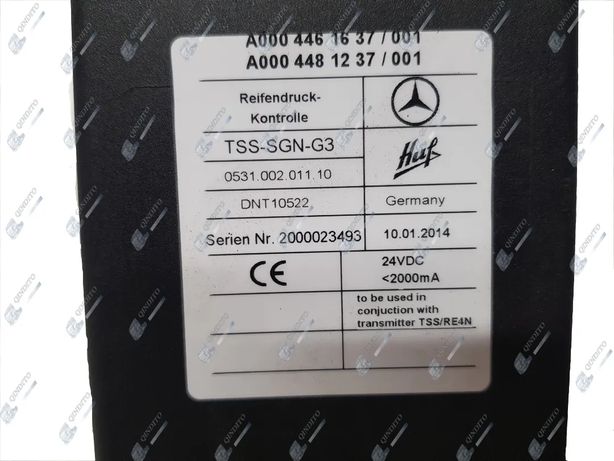 A000 446 16 37 / 001
A000 448 12 37 / 001
Reifendruck-
Kontrolle
TSS-SGN-G3
Huf
0531.002.011.10
DNT10522
Germany
Serien Nr. 2000023493
10.01.2014
CE
24VDC
<2000mA
to be used in
conjuction with
transmitter TSS/RE4N
QINDITO